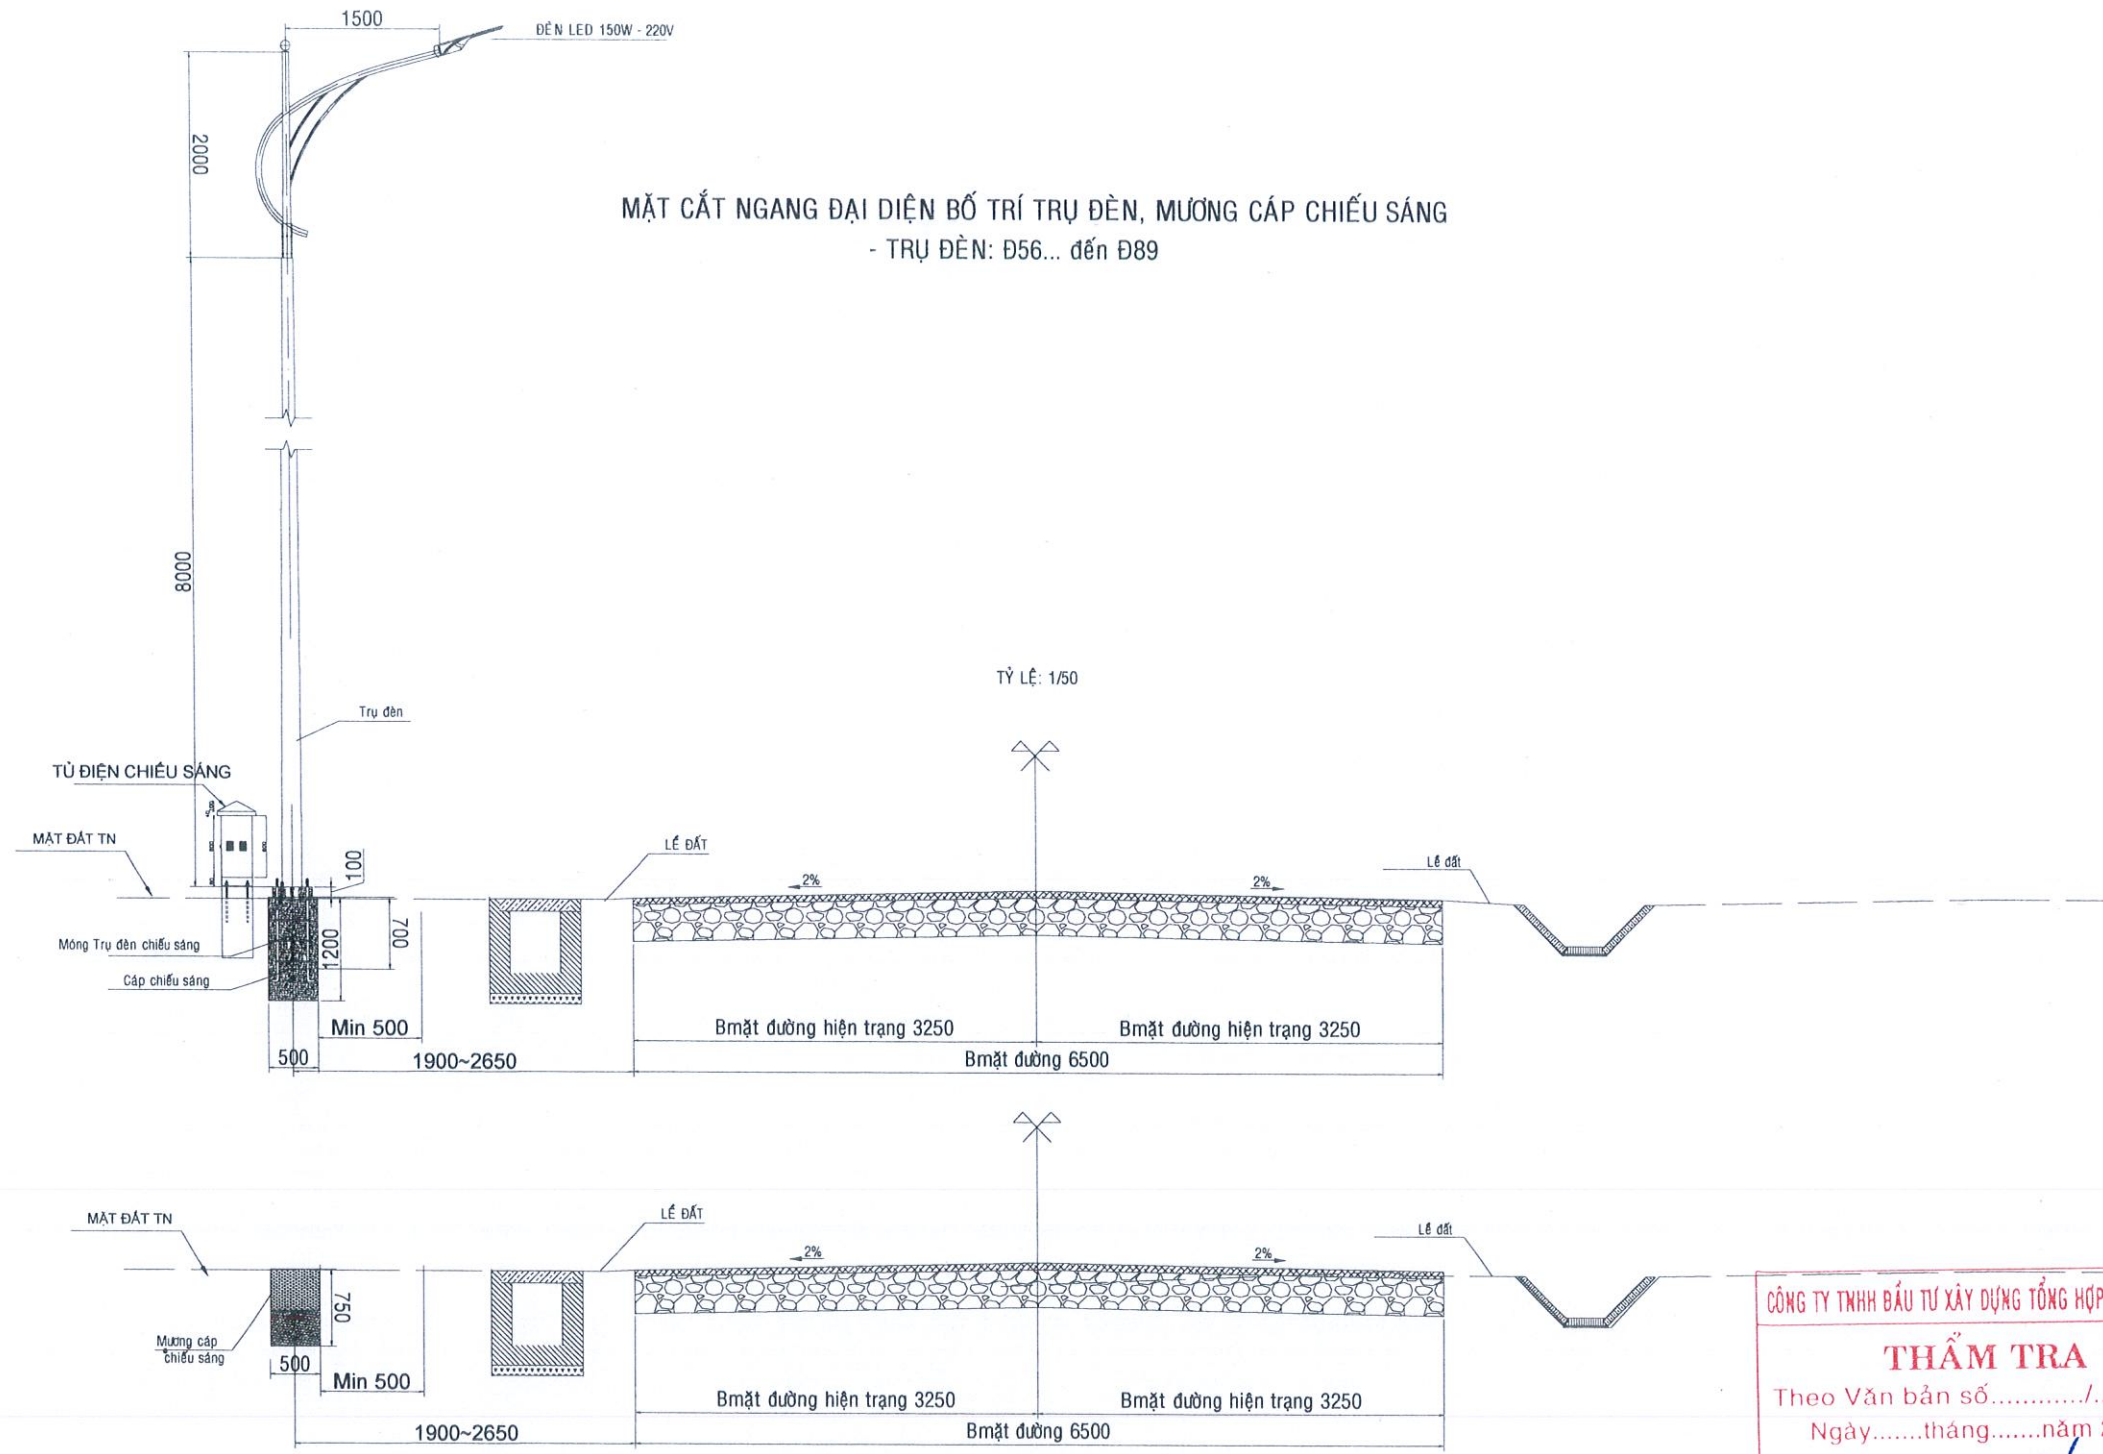 1500
ĐÈN LED 150W - 220V
2000
MẶT CẮT NGANG ĐẠI DIỆN BỐ TRÍ TRỤ ĐÈN, MƯƠNG CÁP CHIẾU SÁNG
- TRỤ ĐÈN: Đ56... đến Đ89
8000
TỶ LỆ: 1/50
Trụ đèn
TỦ ĐIỆN CHIẾU SÁNG
MẶT ĐẤT TN
LỀ ĐẤT
Lề đất
100
2%
2%
Móng Trụ đèn chiếu sáng
1200
700
Cáp chiếu sáng
Min 500
Bmặt đường hiện trạng 3250
Bmặt đường hiện trạng 3250
500
1900~2650
Bmặt đường 6500
MẶT ĐẤT TN
LỀ ĐẤT
Lề đất
2%
2%
750
Mương cáp
chiếu sáng
500
Min 500
Bmặt đường hiện trạng 3250
Bmặt đường hiện trạng 3250
1900~2650
Bmặt đường 6500
CÔNG TY TNHH ĐẦU TƯ XÂY DỰNG TỔNG HỢP
THẨM TRA
Theo Văn bản số............/..
Ngày.......tháng.......năm 2